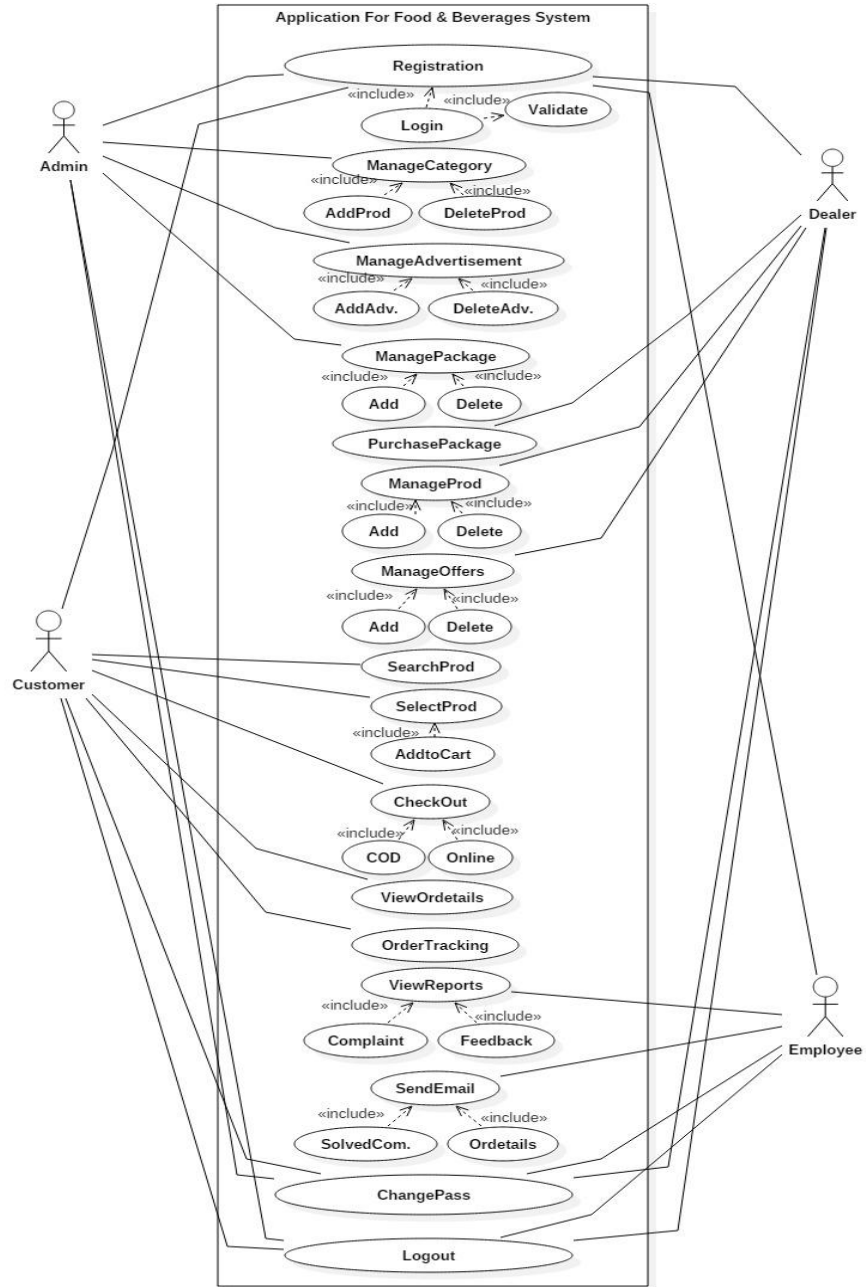 Application For Food & Beverages System
Registration
«include»
«include»
Validate
Login
Admin
ManageCategory
Dealer
«include»
«include»
AddProd
DeleteProd
ManageAdvertisement
«include»
«include»
AddAdv.
DeleteAdv.
ManagePackage
«include»
«include»
Add
Delete
PurchasePackage
ManageProd
«include»
«include»
Add
Delete
ManageOffers
«include»
«include»
Add
Delete
SearchProd
Customer
SelectProd
«include»
AddtoCart
CheckOut
«include»
«include»
COD
Online
ViewOrdetails
OrderTracking
ViewReports
«include»
«include»
Complaint
Feedback
Employee
SendEmail
«include»
«include»
SolvedCom.
Ordetails
ChangePass
Logout